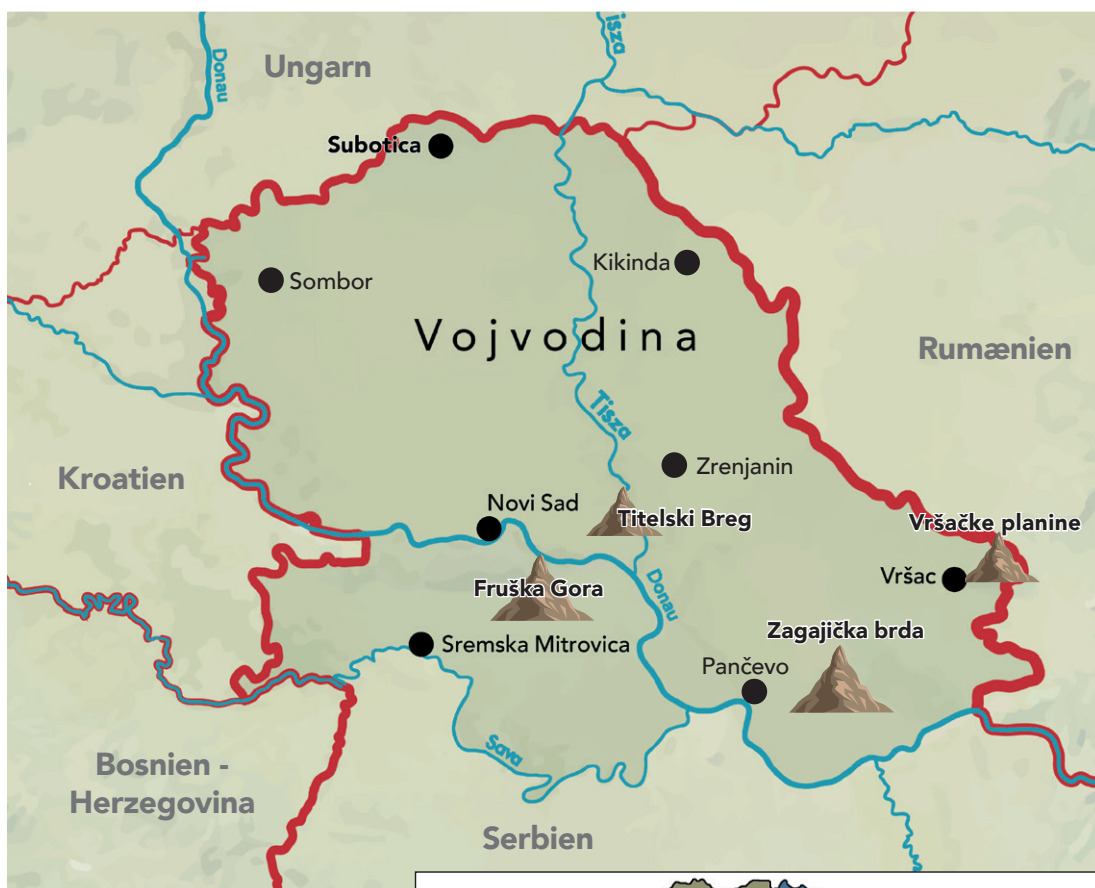 Tisza
Donau
Ungarn
Subotica
Kikinda
Sombor
Vojvodina
Rumænien
Tisza
Zrenjanin
Kroatien
Novi Sad
Titelski Breg
Vršačke planine
Vršac
Fruška Gora
Donau
Zagajička brda
Sremska Mitrovica
Pančevo
Sava
Bosnien -
Herzegovina
Serbien